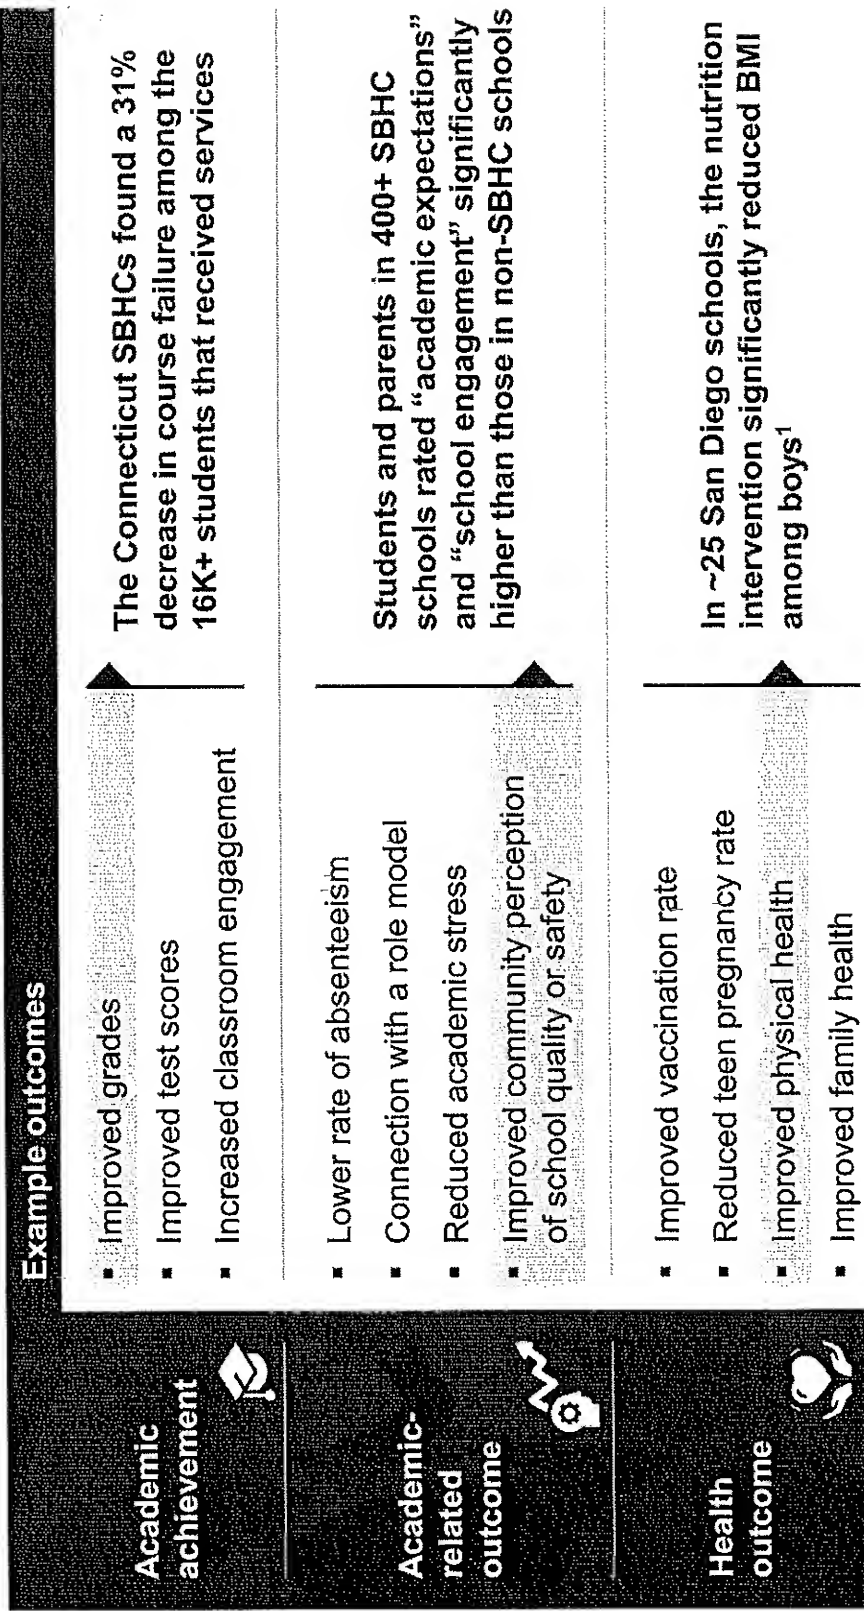 Example outcomes
Academic
achievement
▪ Improved grades
▪ Improved test scores
▪ Increased classroom engagement
The Connecticut SBHCs found a 31%
decrease in course failure among the
16K+ students that received services
Academic-
related
outcome
▪ Lower rate of absenteeism
▪ Connection with a role model
▪ Reduced academic stress
▪ Improved community perception
of school quality or safety
Students and parents in 400+ SBHC
schools rated “academic expectations”
and “school engagement” significantly
higher than those in non-SBHC schools
Health
outcome
▪ Improved vaccination rate
▪ Reduced teen pregnancy rate
▪ Improved physical health
▪ Improved family health
In ~25 San Diego schools, the nutrition
intervention significantly reduced BMI
among boys¹